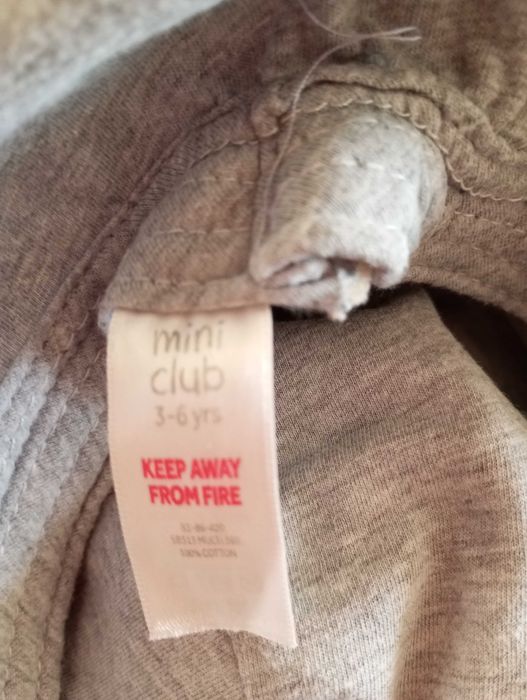 mini
club
3-6 yrs
KEEP AWAY
FROM FIRE
100% COTTON